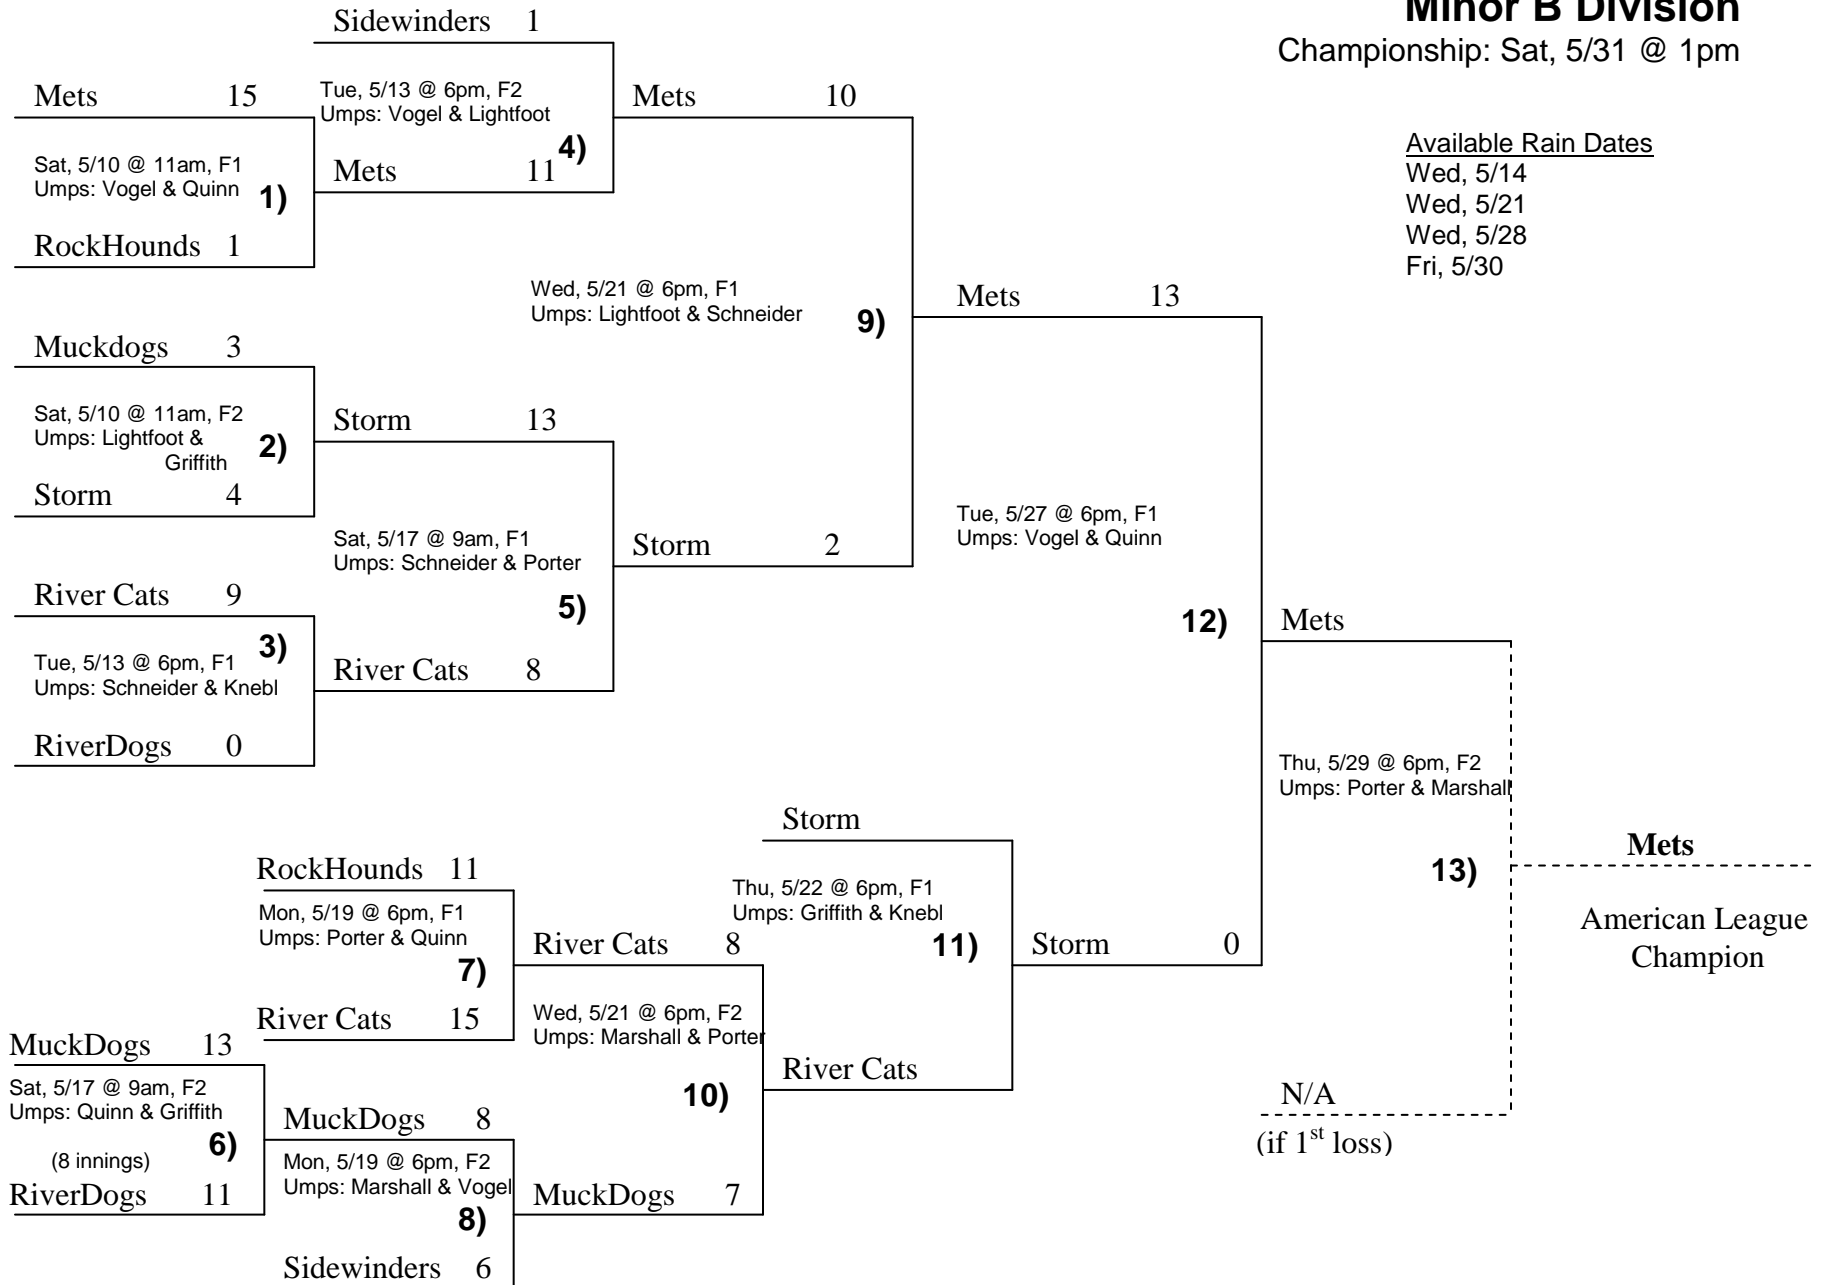 Minor B Division
Championship: Sat, 5/31 @ 1pm
Available Rain Dates
Wed, 5/14
Wed, 5/21
Wed, 5/28
Fri, 5/30
Sidewinders 1
Tue, 5/13 @ 6pm, F2
Umps: Vogel & Lightfoot
4)
Mets 11
Mets 15
Sat, 5/10 @ 11am, F1
Umps: Vogel & Quinn
1)
RockHounds 1
Mets 10
Wed, 5/21 @ 6pm, F1
Umps: Lightfoot & Schneider
9)
Storm 2
Muckdogs 3
Sat, 5/10 @ 11am, F2
Umps: Lightfoot &
Griffith
2)
Storm 4
Storm 13
Sat, 5/17 @ 9am, F1
Umps: Schneider & Porter
5)
River Cats 8
River Cats 9
3)
Tue, 5/13 @ 6pm, F1
Umps: Schneider & Knebl
RiverDogs 0
Mets 13
Tue, 5/27 @ 6pm, F1
Umps: Vogel & Quinn
12)
Storm 0
Mets
Thu, 5/29 @ 6pm, F2
Umps: Porter & Marshall
13)
N/A
(if 1st loss)
Mets
American League
Champion
Storm
Thu, 5/22 @ 6pm, F1
Umps: Griffith & Knebl
11)
River Cats
RockHounds 11
Mon, 5/19 @ 6pm, F1
Umps: Porter & Quinn
7)
River Cats 15
River Cats 8
Wed, 5/21 @ 6pm, F2
Umps: Marshall & Porter
10)
MuckDogs 7
MuckDogs 13
Sat, 5/17 @ 9am, F2
Umps: Quinn & Griffith
6)
(8 innings)
RiverDogs 11
MuckDogs 8
Mon, 5/19 @ 6pm, F2
Umps: Marshall & Vogel
8)
Sidewinders 6